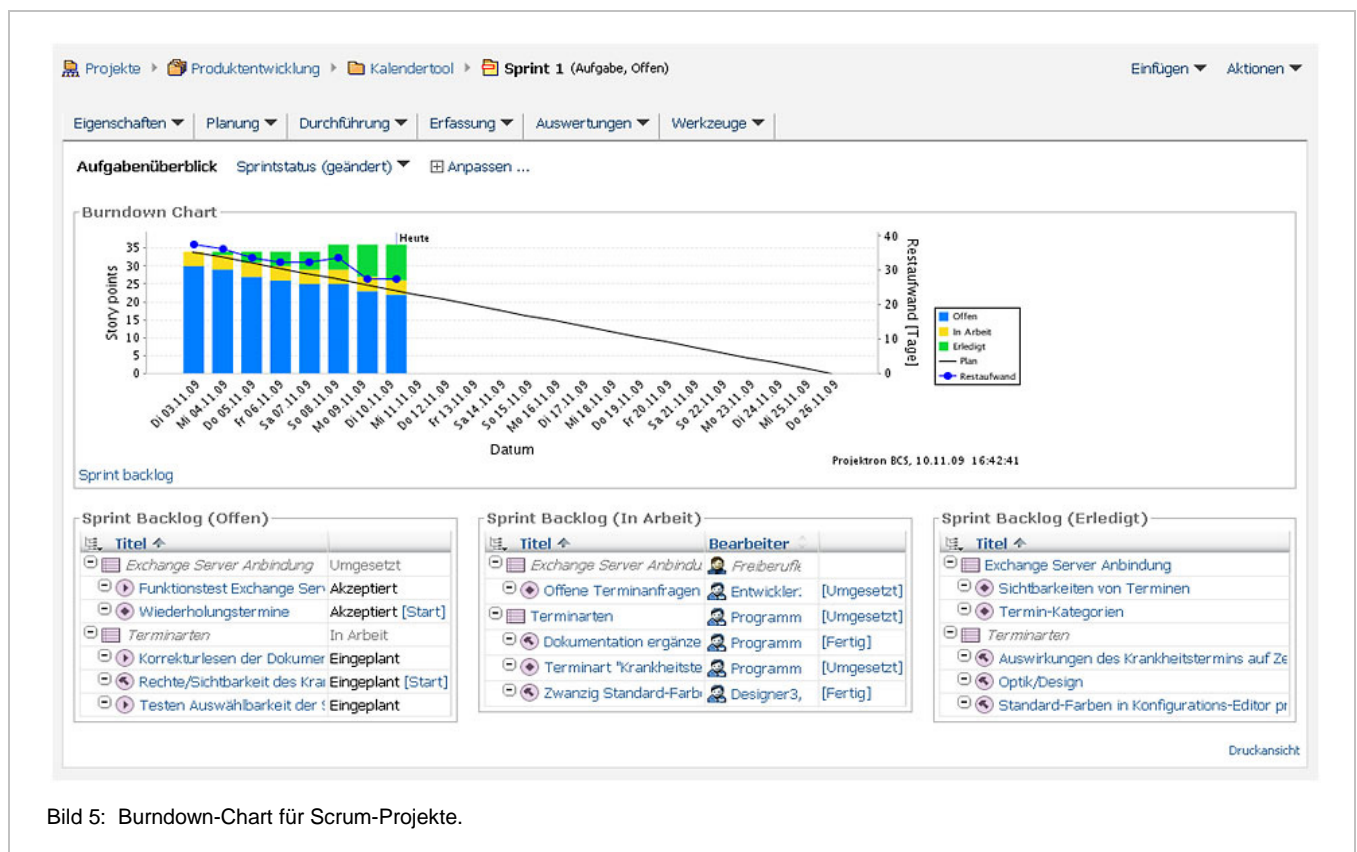 Projekte Produktentwicklung Kalendertool Sprint 1 (Aufgabe, Offen) Einfügen Aktionen
Eigenschaften Planung Durchführung Erfassung Auswertungen Werkzeuge
Aufgabenüberblick Sprintstatus (geändert) Anpassen ...
Burndown Chart
Heute
Story points
35
30
25
20
15
10
5
0
40
30
20
10
0
Restaufwand [Tage]
Offen
In Arbeit
Erledigt
Plan
Restaufwand
Di 03.11.09
Mi 04.11.09
Do 05.11.09
Fr 06.11.09
Sa 07.11.09
So 08.11.09
Mo 09.11.09
Di 10.11.09
Mi 11.11.09
Do 12.11.09
Fr 13.11.09
Sa 14.11.09
So 15.11.09
Mo 16.11.09
Di 17.11.09
Mi 18.11.09
Do 19.11.09
Fr 20.11.09
Sa 21.11.09
So 22.11.09
Mo 23.11.09
Di 24.11.09
Mi 25.11.09
Do 26.11.09
Datum
Projektron BCS, 10.11.09 16:42:41
Sprint backlog
Sprint Backlog (Offen)
Titel
Exchange Server Anbindung Umgesetzt
Funktionstest Exchange Ser Akzeptiert
Wiederholungstermine Akzeptiert [Start]
Terminarten In Arbeit
Korrekturlesen der Dokumer Eingeplant
Rechte/Sichtbarkeit des Kra Eingeplant [Start]
Testen Auswählbarkeit der Eingeplant
Sprint Backlog (In Arbeit)
Titel Bearbeiter
Exchange Server Anbindu Freiberufle
Offene Terminanfragen Entwickler: [Umgesetzt]
Terminarten Programm [Umgesetzt]
Dokumentation ergänze Programm [Fertig]
Terminart "Krankheitste Programm [Umgesetzt]
Zwanzig Standard-Farb Designer3, [Fertig]
Sprint Backlog (Erledigt)
Titel
Exchange Server Anbindung
Sichtbarkeiten von Terminen
Termin-Kategorien
Terminarten
Auswirkungen des Krankheitstermins auf Ze
Optik/Design
Standard-Farben in Konfigurations-Editor pr
Druckansicht
Bild 5: Burndown-Chart für Scrum-Projekte.